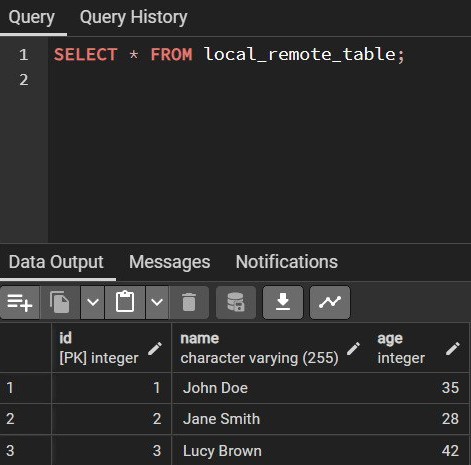 Query Query History
1 SELECT * FROM local_remote_table;
2
Data Output Messages Notifications
id name age
[PK] integer character varying (255) integer
1 1 John Doe 35
2 2 Jane Smith 28
3 3 Lucy Brown 42